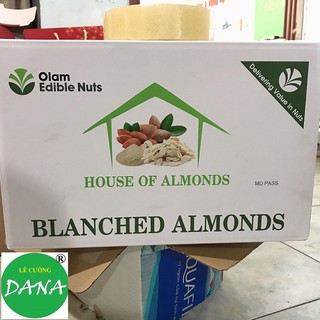 Olam
Edible Nuts
Delivering Value in Nuts
HOUSE OF ALMONDS
MD PASS
BLANCHED ALMONDS
LÊ CƯỜNG
DANA®